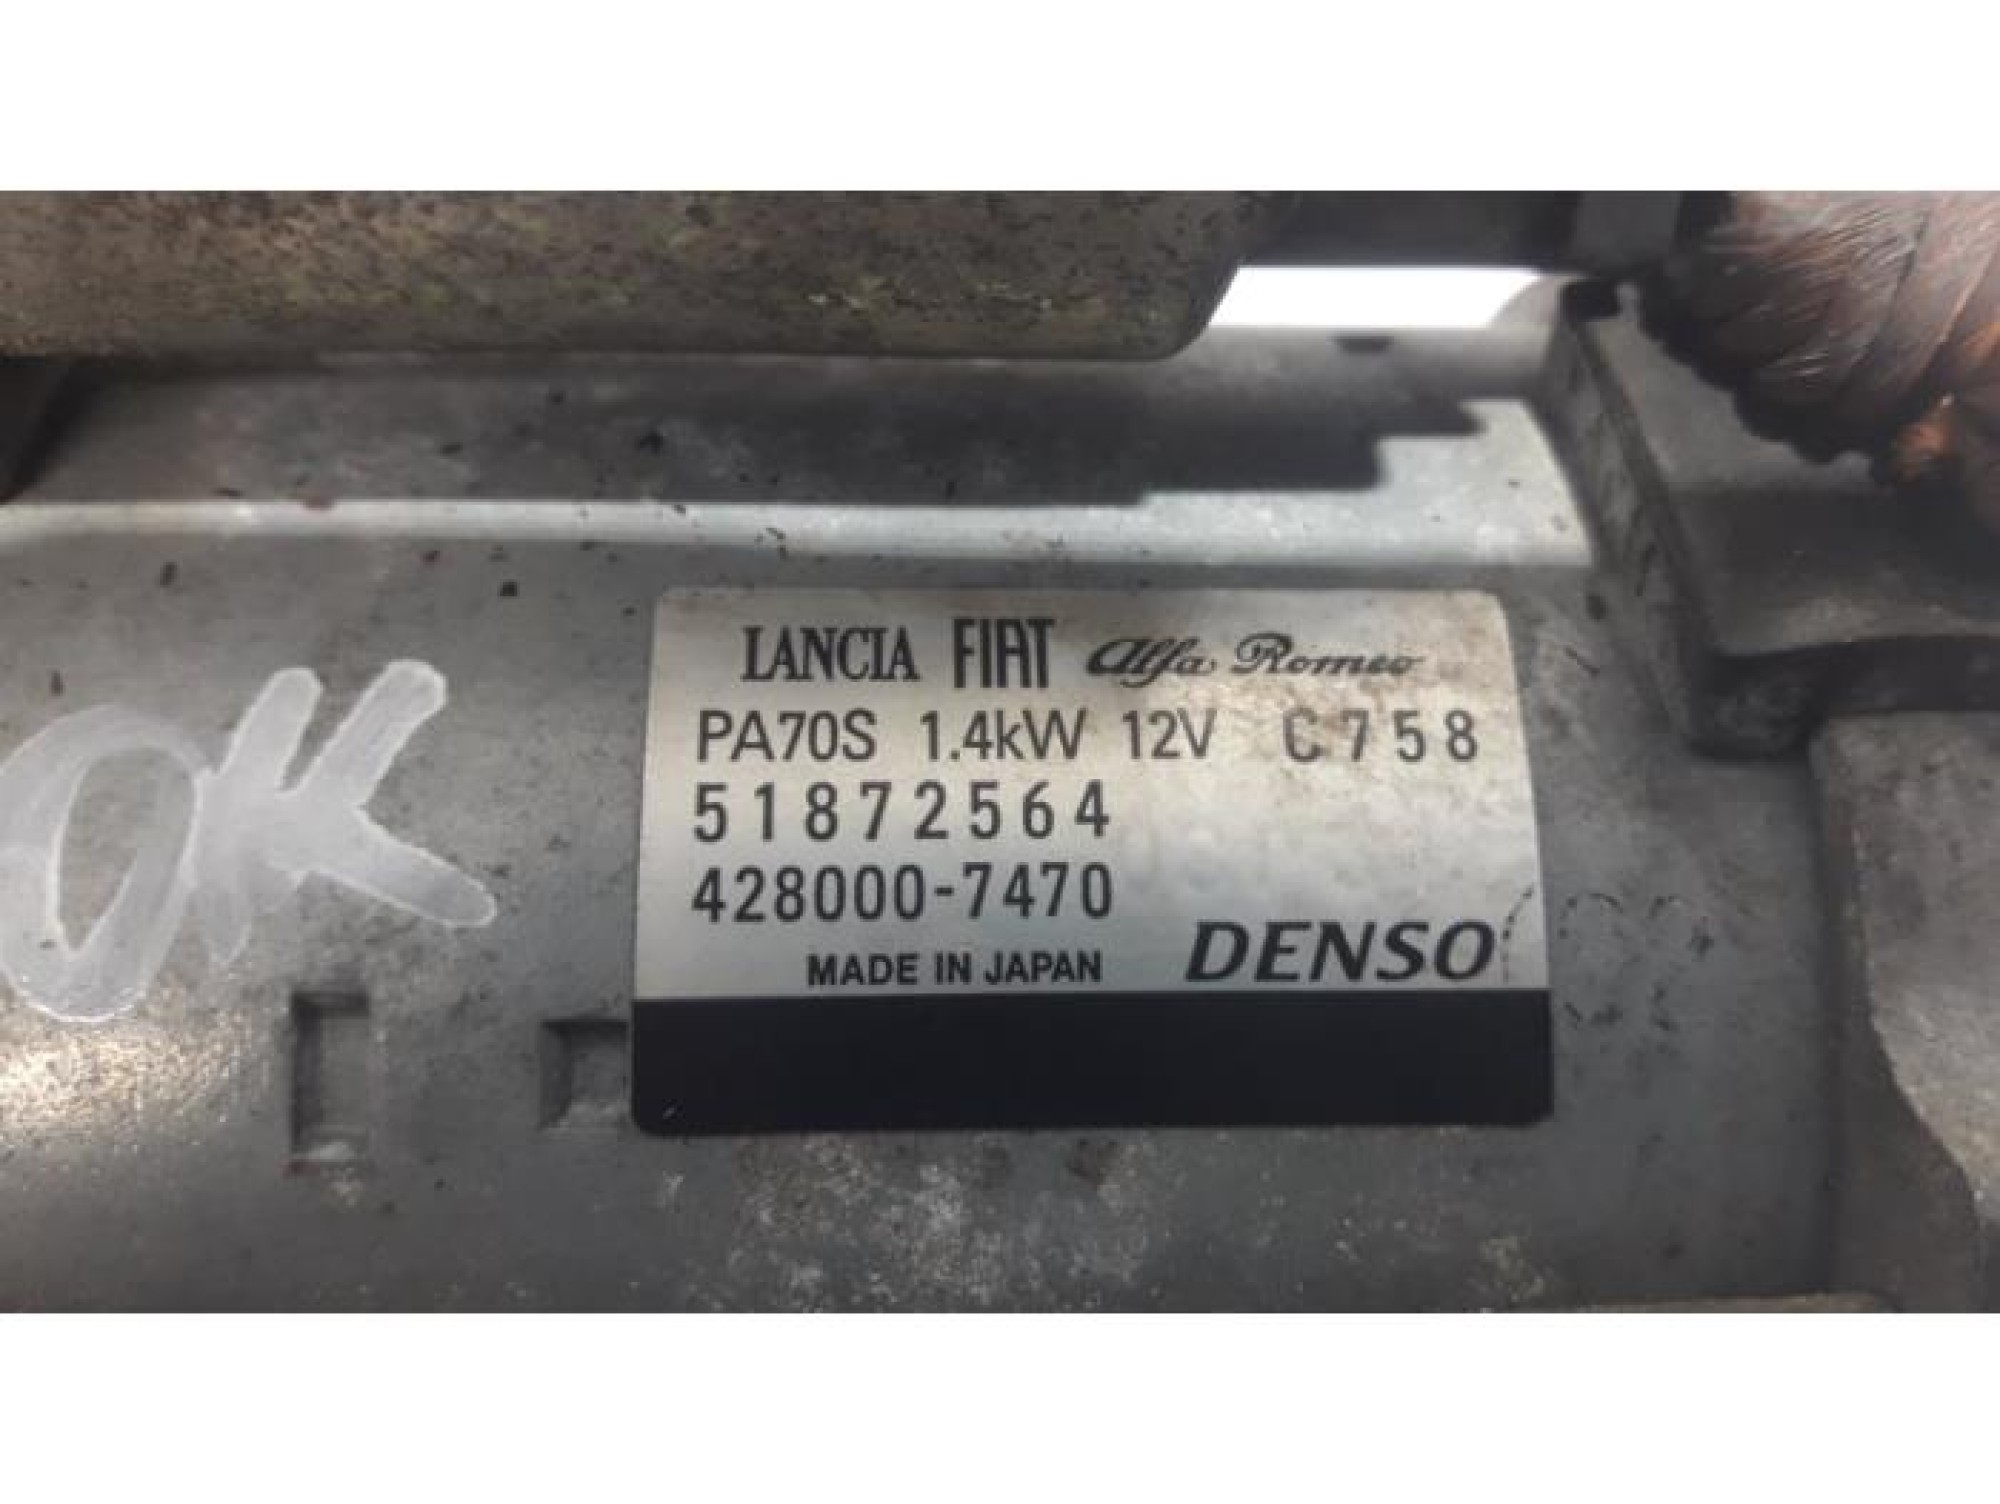 LANCIA FIAT Alfa Romeo
PA70S 1.4kW 12V C758
51872564
428000-7470
MADE IN JAPAN DENSO
OK